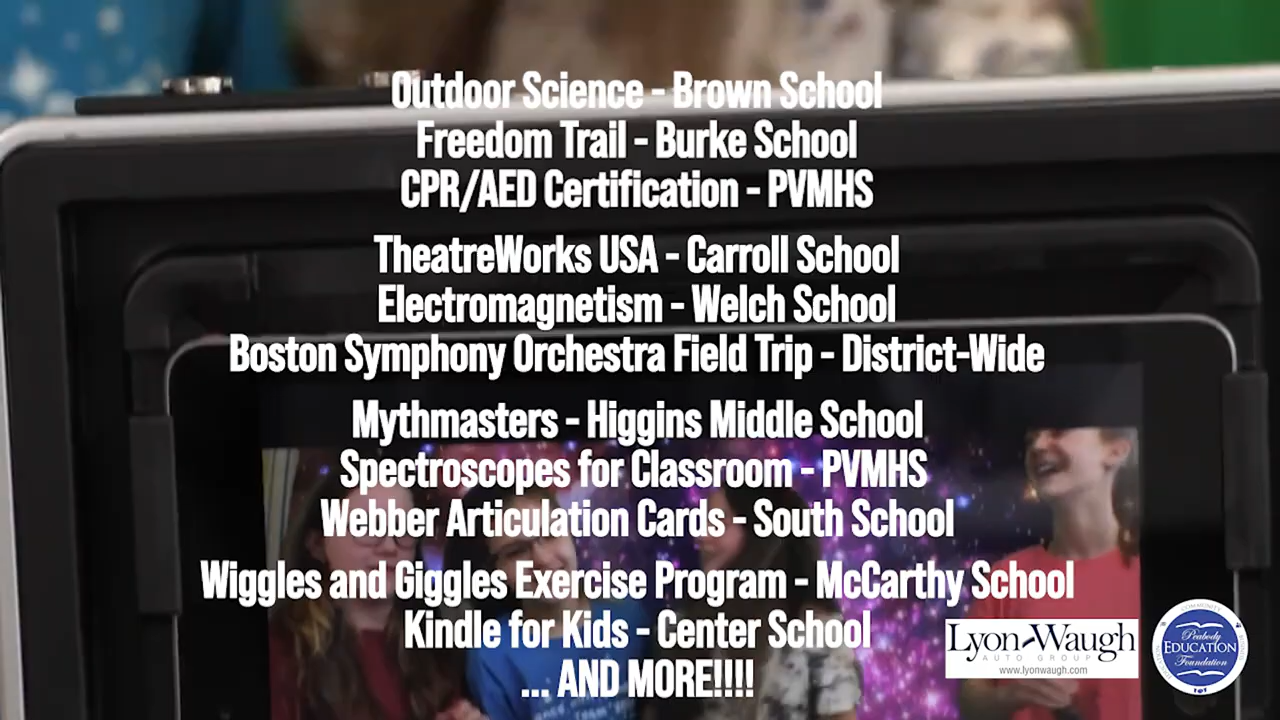 Outdoor Science - Brown School
Freedom Trail - Burke School
CPR/AED Certification - PVMHS
TheatreWorks USA - Carroll School
Electromagnetism - Welch School
Boston Symphony Orchestra Field Trip - District-Wide
Mythmasters - Higgins Middle School
Spectroscopes for Classroom - PVMHS
Webber Articulation Cards - South School
Wiggles and Giggles Exercise Program - McCarthy School
Kindle for Kids - Center School
... AND MORE!!!!
Lyon-Waugh
AUTO GROUP
www.lyonwaugh.com
COMMUNITY
Peabody
EDUCATION
Foundation